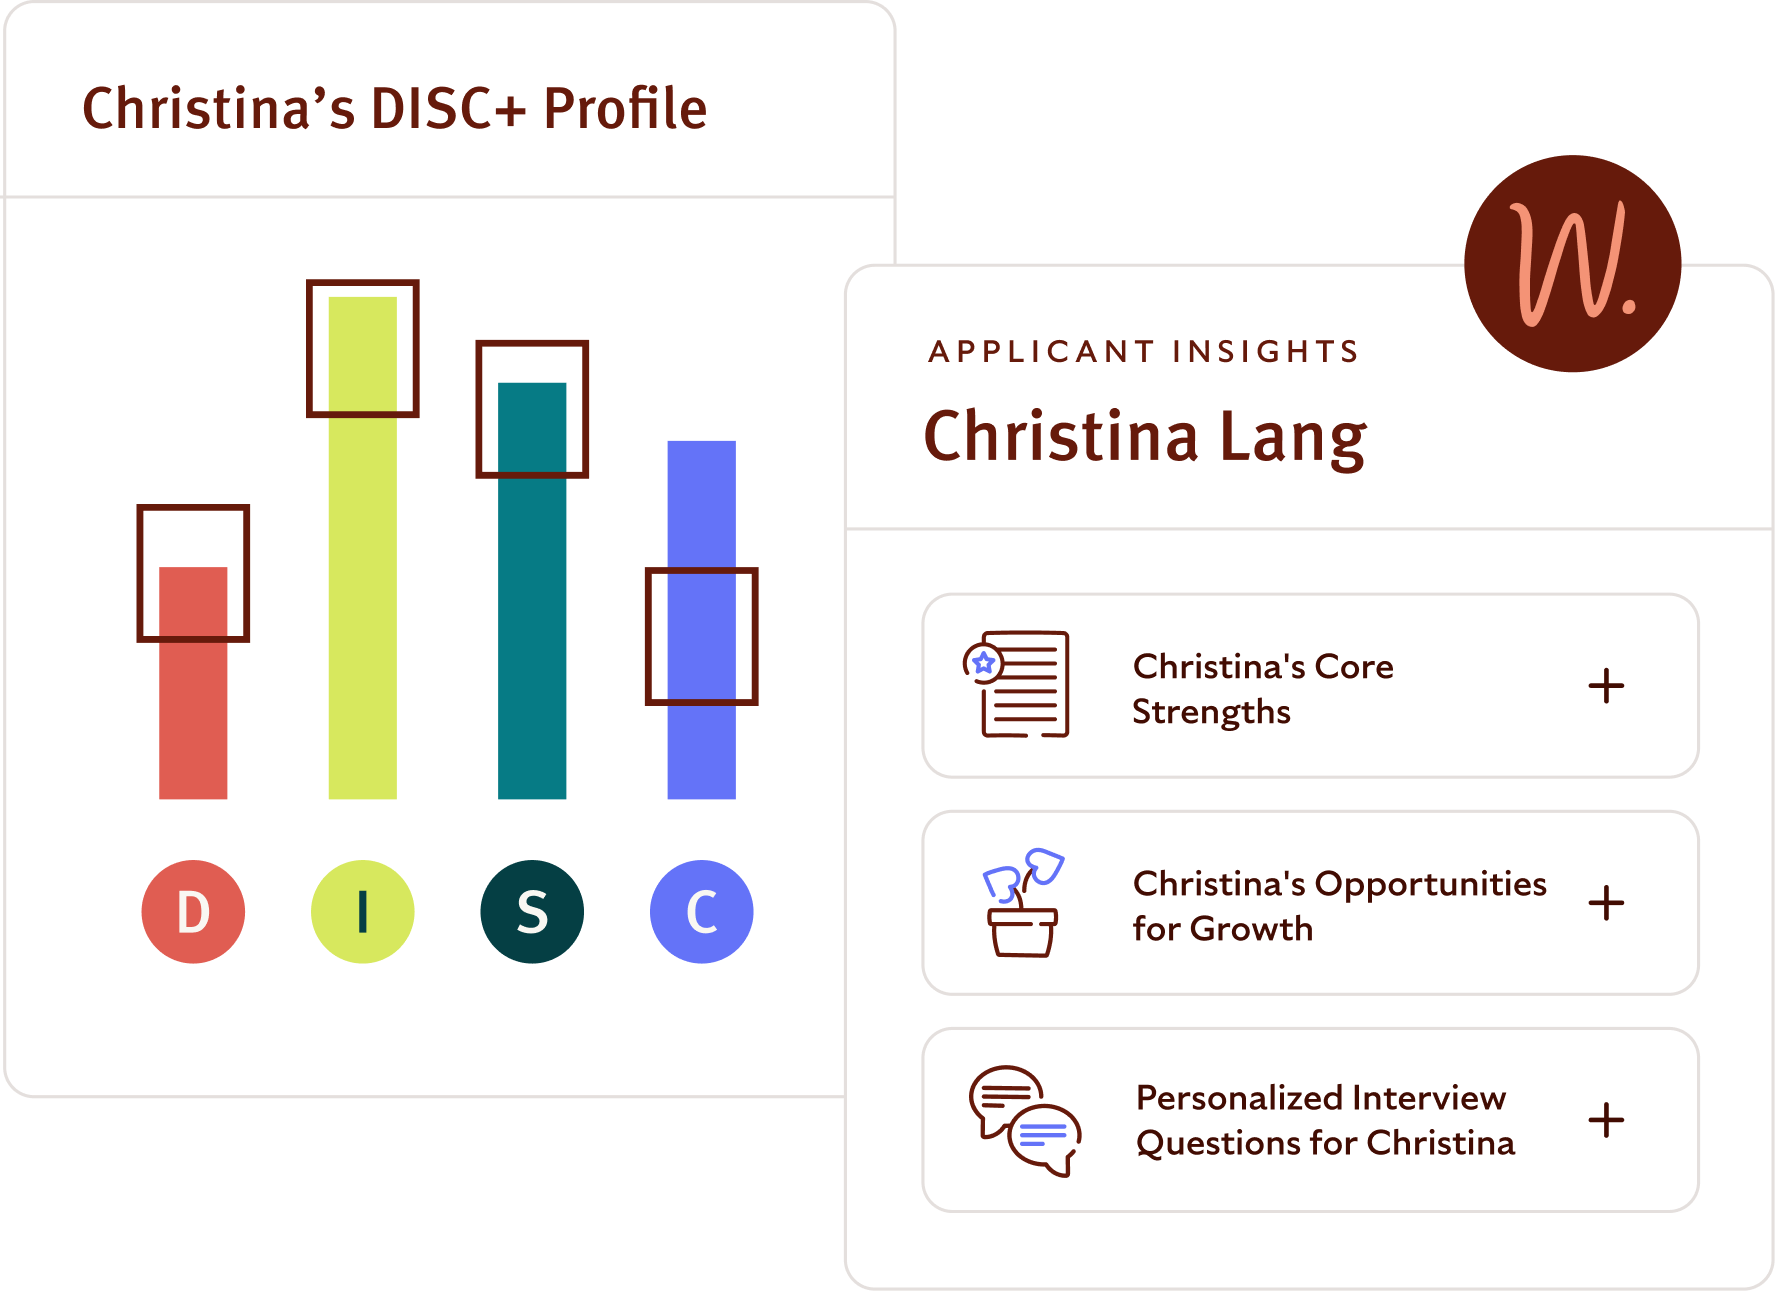 Christina’s DISC+ Profile
D
I
S
C
W.
APPLICANT INSIGHTS
Christina Lang
Christina's Core
Strengths
Christina's Opportunities
for Growth
Personalized Interview
Questions for Christina